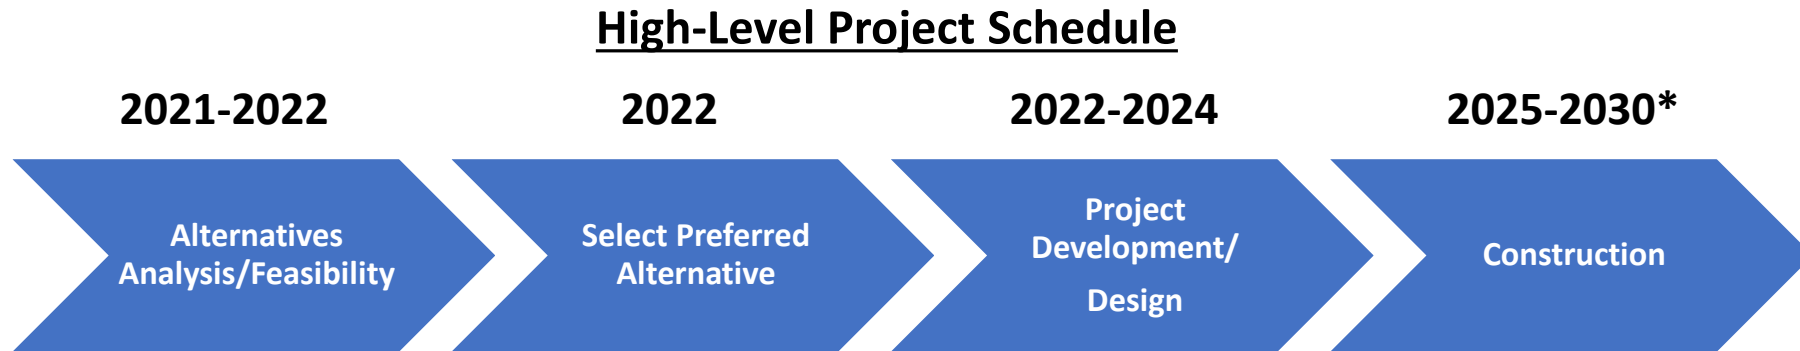 High-Level Project Schedule
2021-2022
2022
2022-2024
2025-2030*
Alternatives
Analysis/Feasibility
Select Preferred
Alternative
Project
Development/
Design
Construction